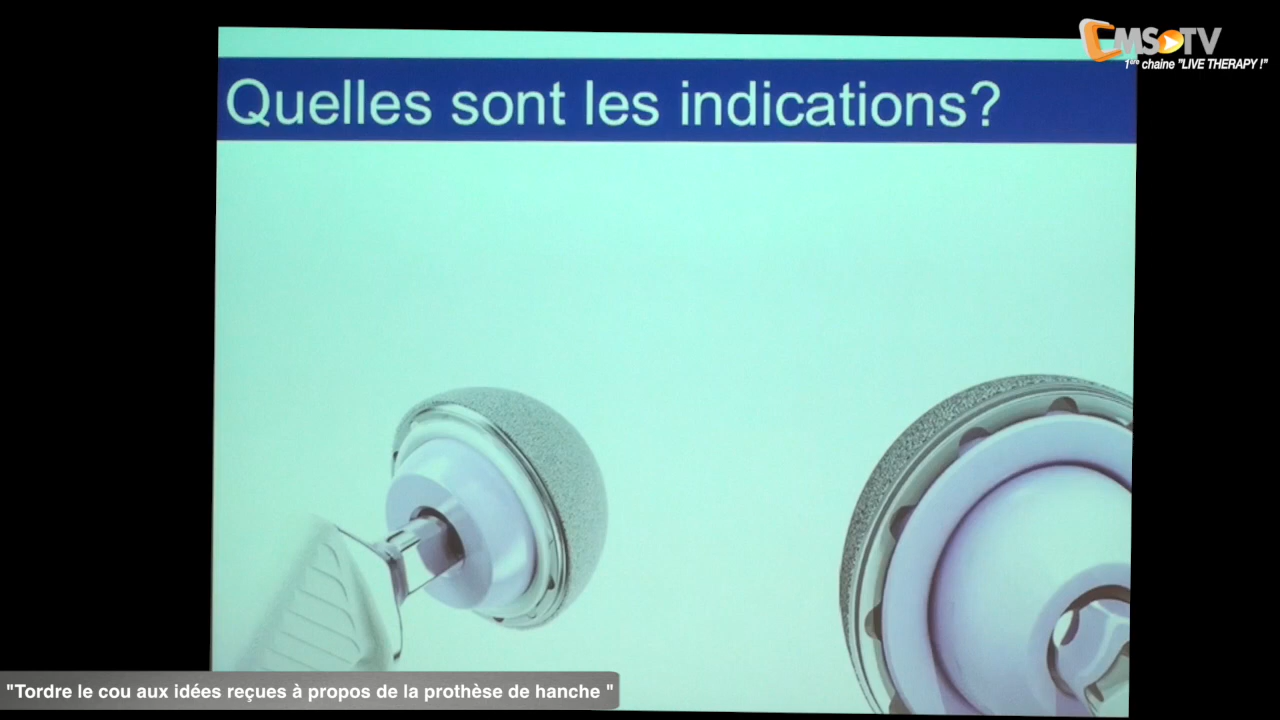 CMSTV
1ère chaine "LIVE THERAPY !"
Quelles sont les indications?
"Tordre le cou aux idées reçues à propos de la prothèse de hanche "